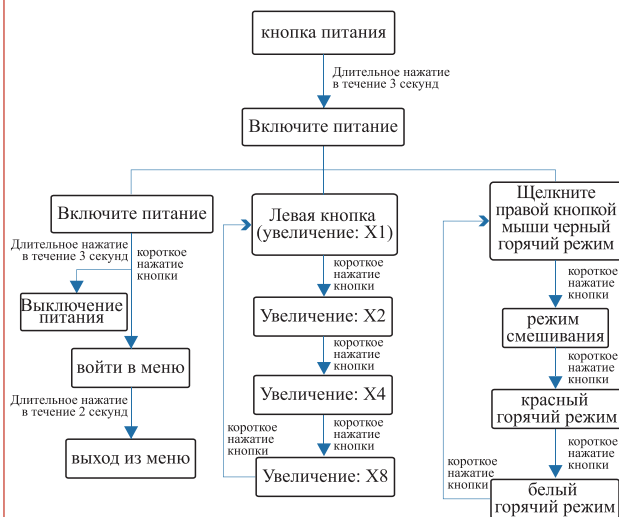 кнопка питания
Длительное нажатие
в течение 3 секунд
Включите питание
Включите питание
Длительное нажатие
в течение 3 секунд
короткое
нажатие
кнопки
Выключение
питания
войти в меню
Длительное нажатие
в течение 2 секунд
выход из меню
Левая кнопка
(увеличение: X1)
короткое
нажатие
кнопки
Увеличение: X2
короткое
нажатие
кнопки
Увеличение: X4
короткое
нажатие
кнопки
короткое
нажатие
кнопки
Увеличение: X8
Щелкните
правой кнопкой
мыши черный
горячий режим
короткое
нажатие
кнопки
режим
смешивания
короткое
нажатие
кнопки
красный
горячий режим
короткое
нажатие
кнопки
короткое
нажатие
кнопки
белый
горячий режим